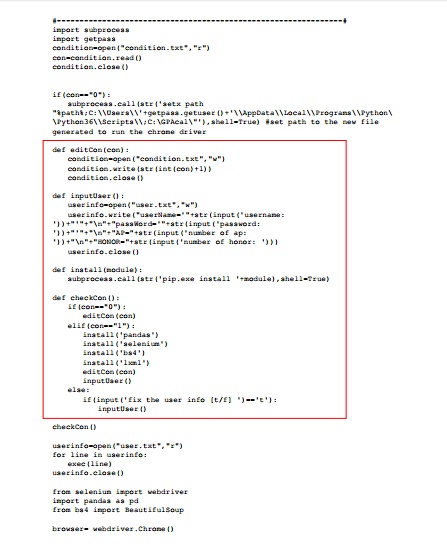 #----------------------------------------------------------------#
import subprocess
import getpass
condition=open("condition.txt","r")
con=condition.read()
condition.close()
if(con=="0"):
subprocess.call(str('setx path
"%path%;C:\\Users\\'+getpass.getuser()+'\\AppData\\Local\\Programs\\Python\
\Python36\\Scripts\\;C:\GPAcal\"'),shell=True) #set path to the new file
generated to run the chrome driver
def editCon(con):
condition=open("condition.txt","w")
condition.write(str(int(con)+1))
condition.close()
def inputUser():
userinfo=open("user.txt","w")
userinfo.write("userName='"+str(input('username:
'))+"'"+"\n"+"passWord='"+str(input('password:
'))+"'"+"\n"+"AP="+str(input('number of ap:
'))+"\n"+"HONOR="+str(input('number of honor: ')))
userinfo.close()
def install(module):
subprocess.call(str('pip.exe install '+module),shell=True)
def checkCon():
if(con=="0"):
editCon(con)
elif(con=="1"):
install('pandas')
install('selenium')
install('bs4')
install('lxml')
editCon(con)
inputUser()
else:
if(input('fix the user info [t/f] ')=='t'):
inputUser()
checkCon()
userinfo=open("user.txt","r")
for line in userinfo:
exec(line)
userinfo.close()
from selenium import webdriver
import pandas as pd
from bs4 import BeautifulSoup
browser= webdriver.Chrome()